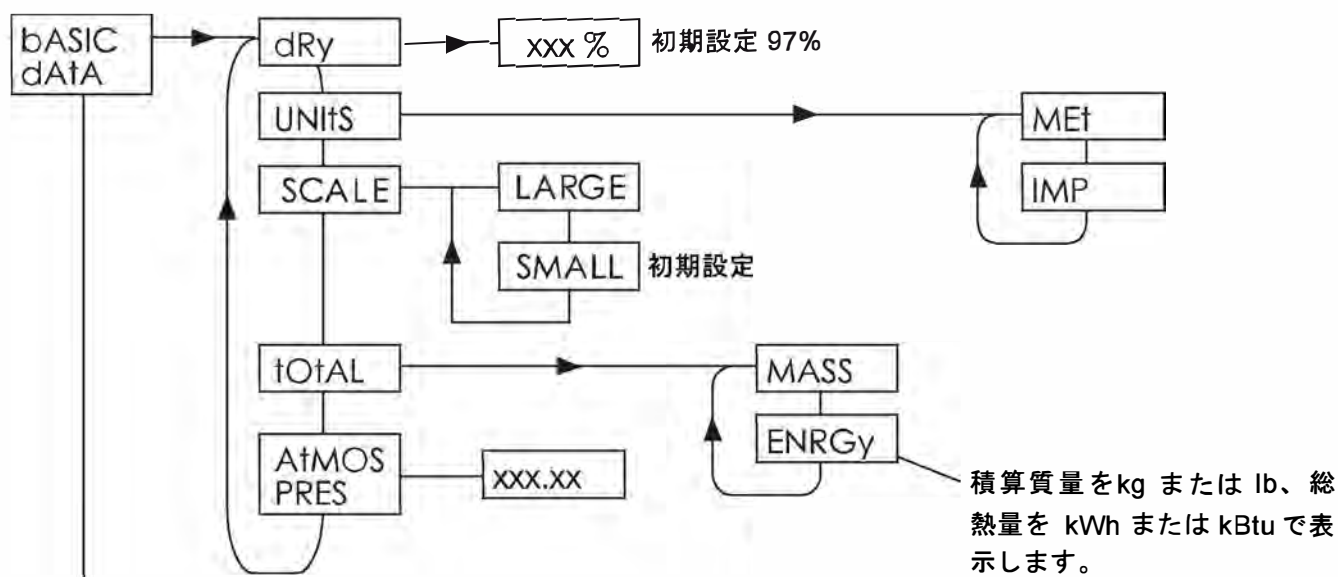 bASIC
dAtA
dRy
xxx %
初期設定 97%
UNItS
MEt
IMP
SCALE
LARGE
SMALL
初期設定
tOtAL
MASS
ENRGy
AtMOS
PRES
xxx.xx
積算質量をkg または lb、総
熱量を kWh または kBtu で表
示します。